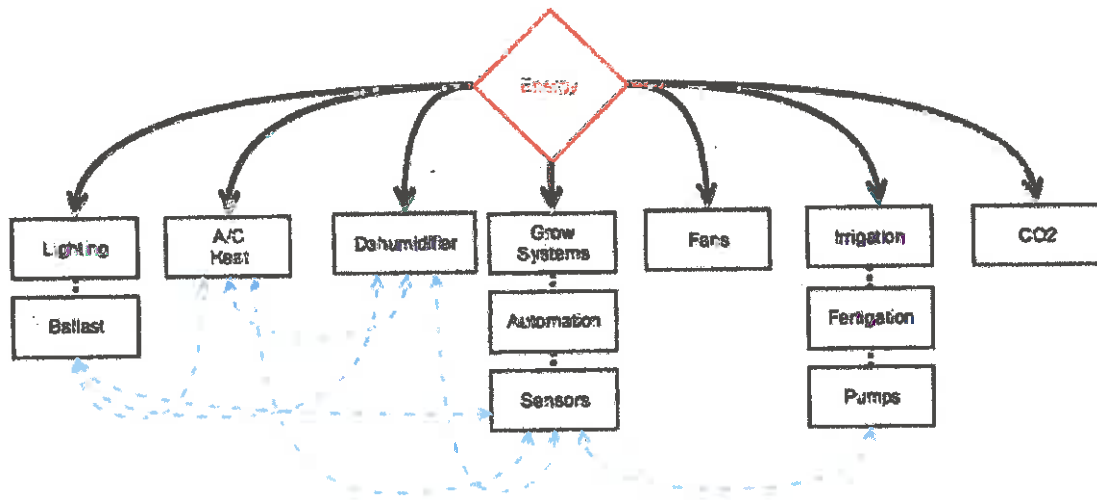 Energy
Lighting
A/C
Heat
Dehumidifier
Grow
Systems
Fans
Irrigation
CO2
Ballast
Automation
Fertigation
Sensors
Pumps